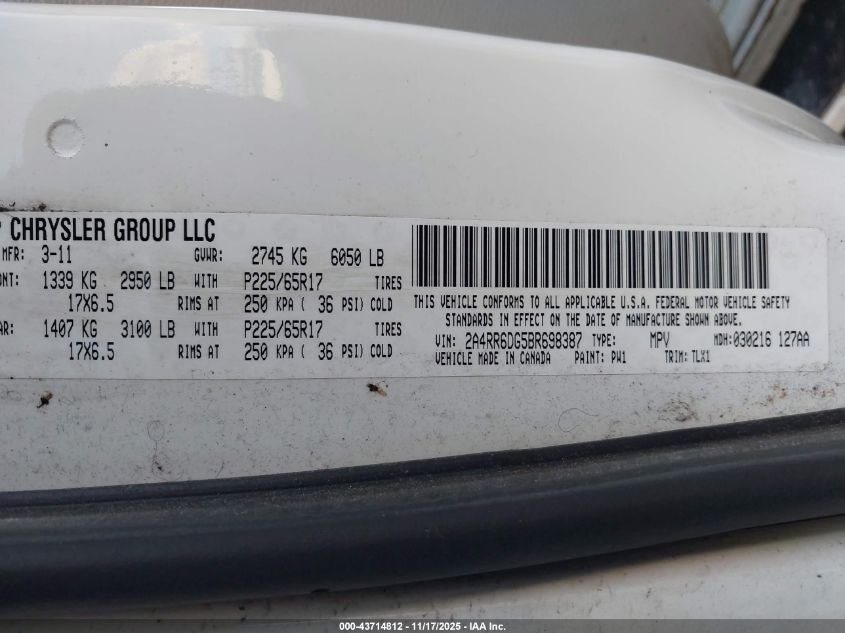 CHRYSLER GROUP LLC
MFR: 3-11 GVWR: 2745 KG 6050 LB
1339 KG 2950 LB WITH P225/65R17 TIRES
17X6.5 RIMS AT 250 KPA ( 36 PSI) COLD
1407 KG 3100 LB WITH P225/65R17 TIRES
17X6.5 RIMS AT 250 KPA ( 36 PSI) COLD
THIS VEHICLE CONFORMS TO ALL APPLICABLE U.S.A. FEDERAL MOTOR VEHICLE SAFETY
STANDARDS IN EFFECT ON THE DATE OF MANUFACTURE SHOWN ABOVE.
VIN: 2A4RR6DG5BR698387 TYPE: MPV MDH: 030216 127AA
VEHICLE MADE IN CANADA PAINT: PW1 TRIM: TLX1
000-43714812 - 11/17/2025 - IAA Inc.